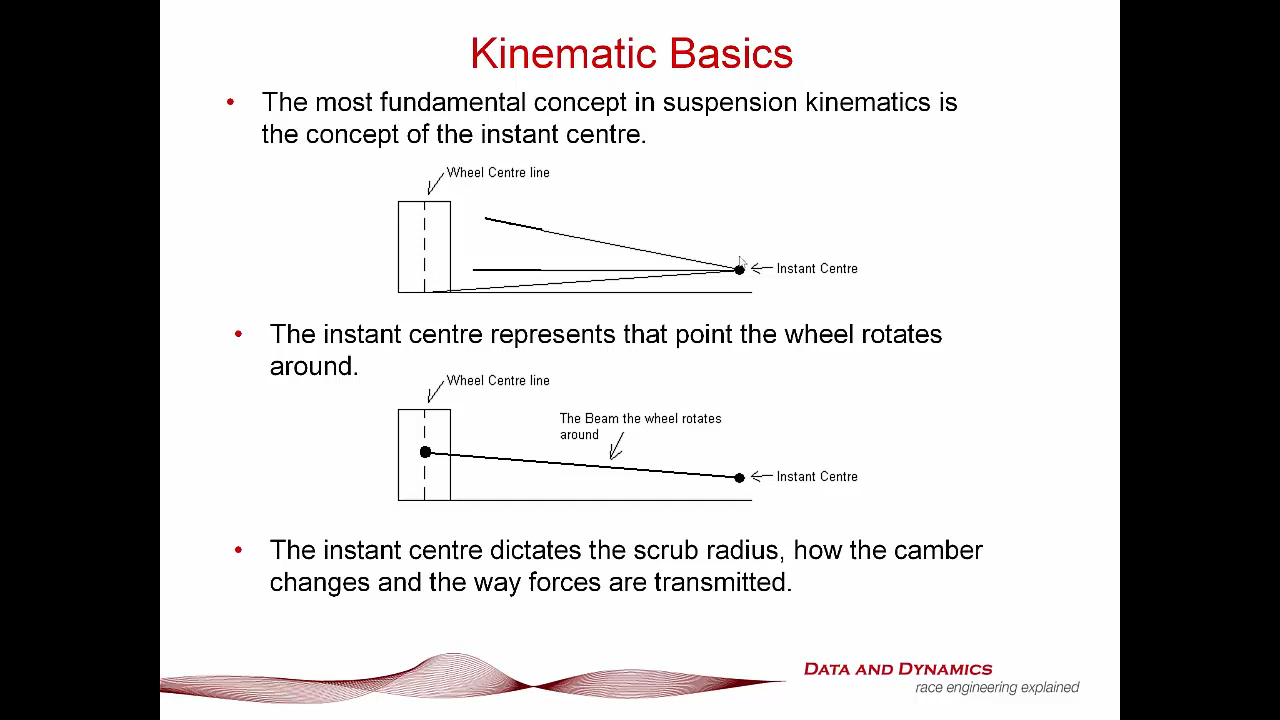 Kinematic Basics
• The most fundamental concept in suspension kinematics is
the concept of the instant centre.
Wheel Centre line
Instant Centre
• The instant centre represents that point the wheel rotates
around.
Wheel Centre line
The Beam the wheel rotates
around
Instant Centre
• The instant centre dictates the scrub radius, how the camber
changes and the way forces are transmitted.
DATA AND DYNAMICS
race engineering explained